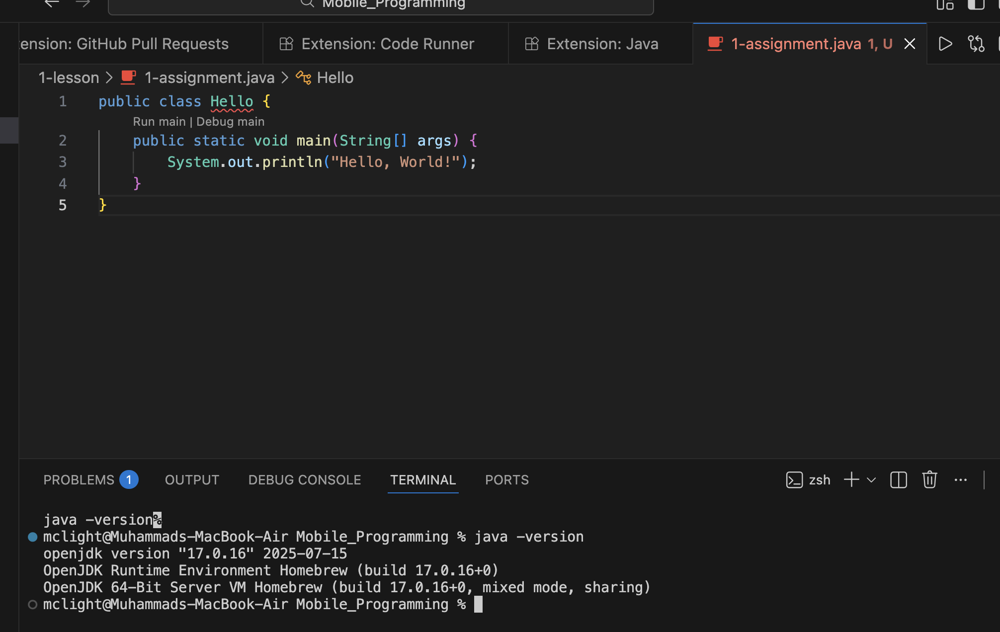 Mobile_Programming
ension: GitHub Pull Requests
Extension: Code Runner
Extension: Java
1-assignment.java 1, U
1-lesson > 1-assignment.java > Hello
1 public class Hello {
Run main | Debug main
2 public static void main(String[] args) {
3 System.out.println("Hello, World!");
4 }
5 }
PROBLEMS 1 OUTPUT DEBUG CONSOLE TERMINAL PORTS
zsh
java -version%
mclight@Muhammads-MacBook-Air Mobile_Programming % java -version
openjdk version "17.0.16" 2025-07-15
OpenJDK Runtime Environment Homebrew (build 17.0.16+0)
OpenJDK 64-Bit Server VM Homebrew (build 17.0.16+0, mixed mode, sharing)
mclight@Muhammads-MacBook-Air Mobile_Programming %